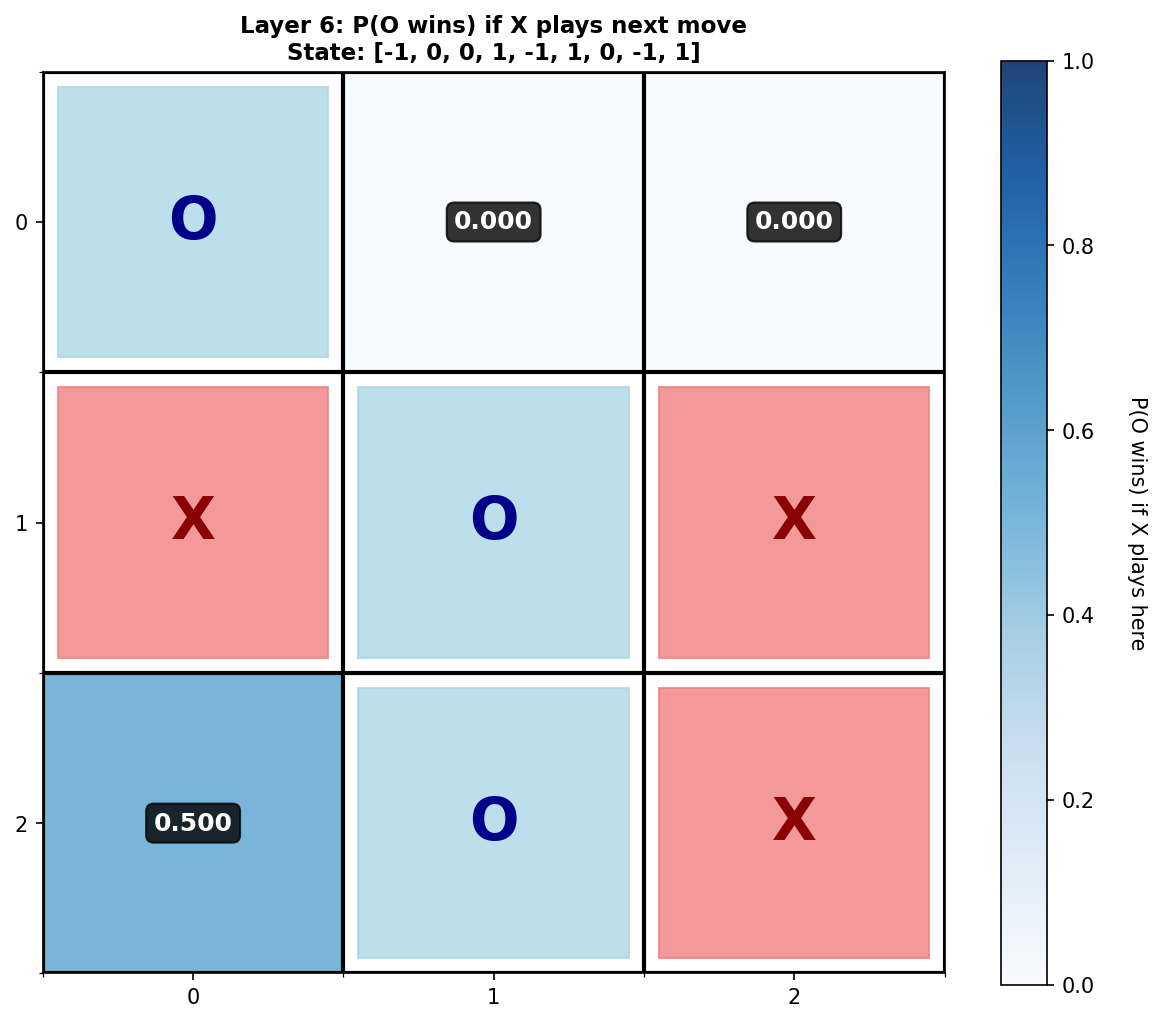 Layer 6: P(O wins) if X plays next move
State: [-1, 0, 0, 1, -1, 1, 0, -1, 1]
0
O
0.000
0.000
1
X
O
X
2
0.500
O
X
0
1
2
1.0
0.8
0.6
0.4
0.2
0.0
P(O wins) if X plays here